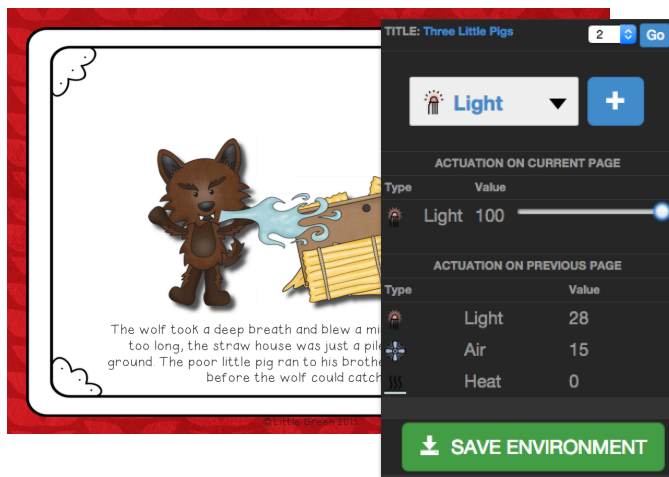 TITLE: Three Little Pigs
2
Go
Light
+
ACTUATION ON CURRENT PAGE
Type Value
Light 100
ACTUATION ON PREVIOUS PAGE
Type Value
Light 28
Air 15
Heat 0
SAVE ENVIRONMENT
The wolf took a deep breath and blew a mi
too long, the straw house was just a pile
ground. The poor little pig ran to his brothe
before the wolf could catch
©Little Green 2013